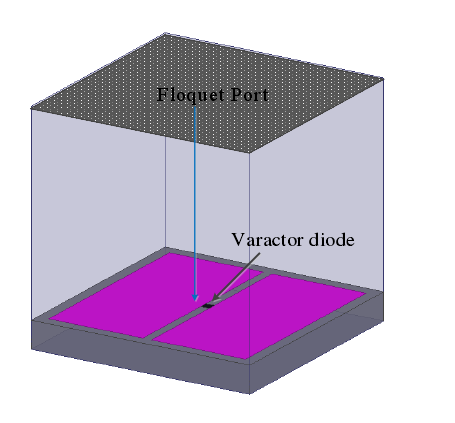 Floquet Port
Varactor diode